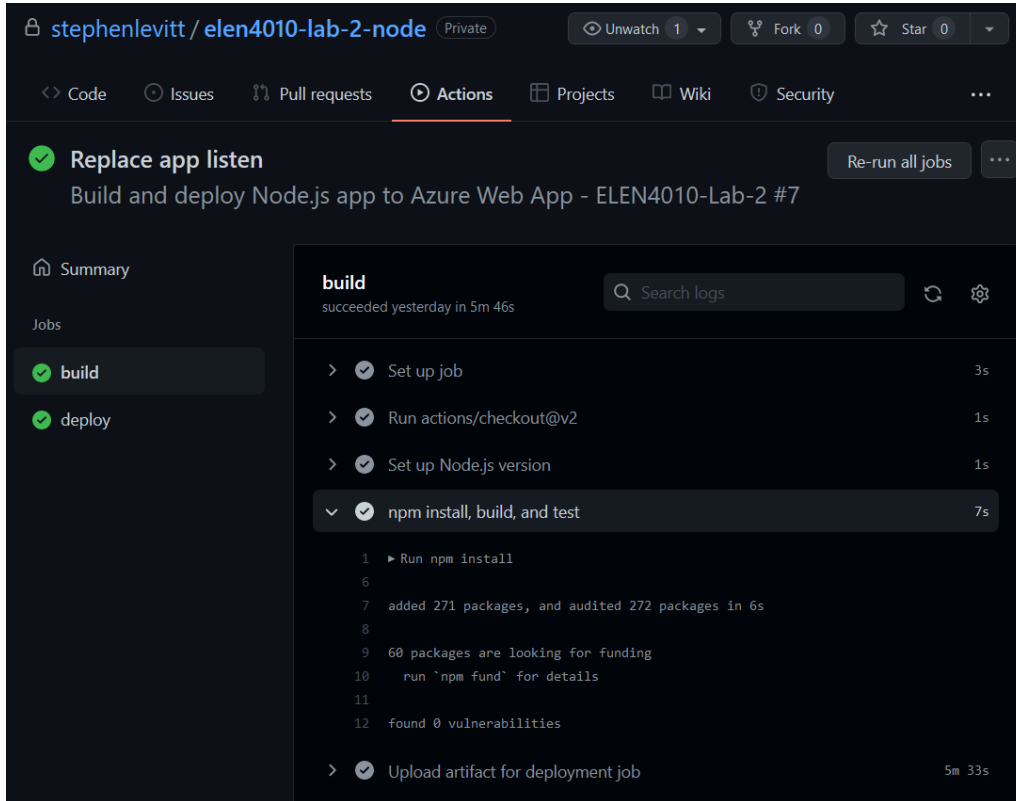 stephenlevitt / elen4010-lab-2-node Private Unwatch 1 Fork 0 Star 0
Code Issues Pull requests Actions Projects Wiki Security ...
Replace app listen Re-run all jobs ...
Build and deploy Node.js app to Azure Web App - ELEN4010-Lab-2 #7
Summary
Jobs
build
deploy
build
succeeded yesterday in 5m 46s
Search logs
Set up job 3s
Run actions/checkout@v2 1s
Set up Node.js version 1s
npm install, build, and test 7s
1 Run npm install
6
7 added 271 packages, and audited 272 packages in 6s
8
9 60 packages are looking for funding
10 run `npm fund` for details
11
12 found 0 vulnerabilities
Upload artifact for deployment job 5m 33s